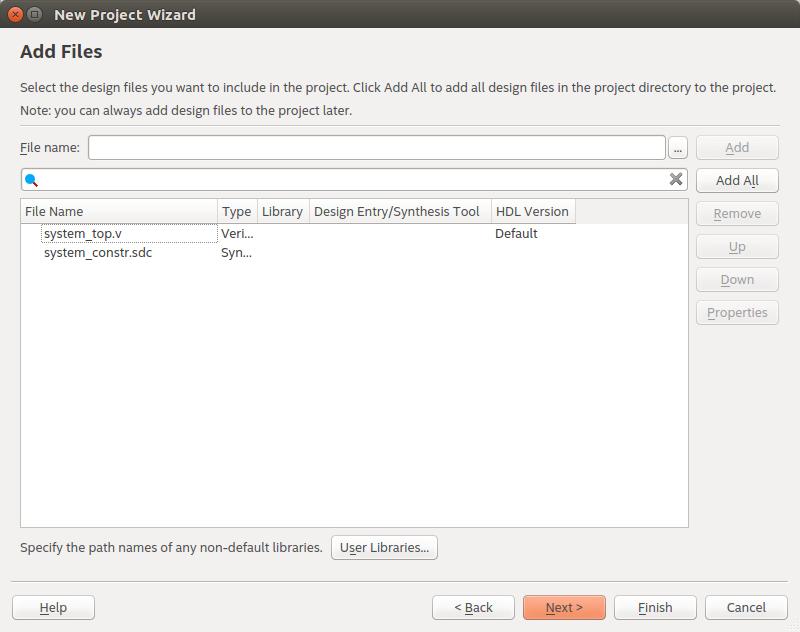 New Project Wizard
Add Files
Select the design files you want to include in the project. Click Add All to add all design files in the project directory to the project.
Note: you can always add design files to the project later.
File name: ... Add
Add All
File Name Type Library Design Entry/Synthesis Tool HDL Version
Remove
system_top.v Veri... Default
Up
system_constr.sdc Syn...
Down
Properties
Specify the path names of any non-default libraries. User Libraries...
Help < Back Next > Finish Cancel